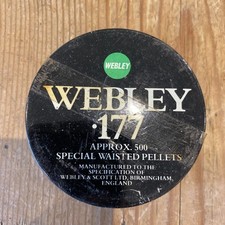 WEBLEY
WEBLEY
·177
APPROX. 500
SPECIAL WAISTED PELLETS
MANUFACTURED TO THE
SPECIFICATION OF
WEBLEY & SCOTT LTD, BIRMINGHAM,
ENGLAND